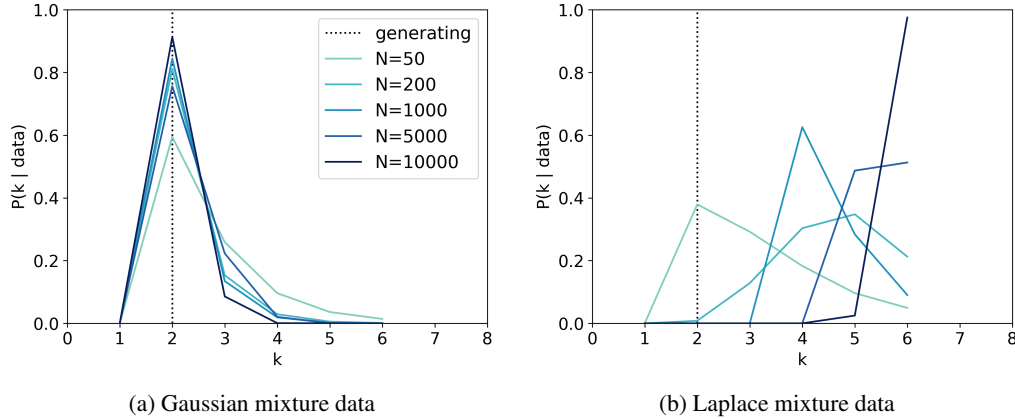 1.0
0.8
0.6
0.4
0.2
0.0
P(k | data)
0 1 2 3 4 5 6 7 8
k
generating
N=50
N=200
N=1000
N=5000
N=10000
(a) Gaussian mixture data
1.0
0.8
0.6
0.4
0.2
0.0
P(k | data)
0 1 2 3 4 5 6 7 8
k
(b) Laplace mixture data